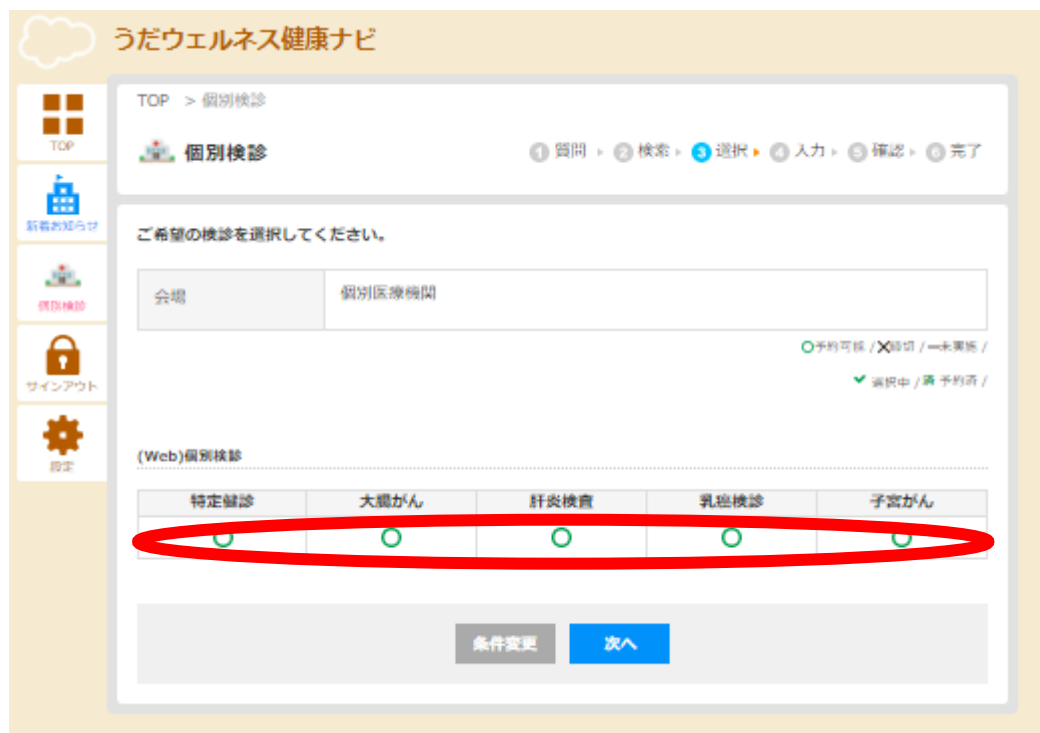 うだウェルネス健康ナビ
TOP
新着お知らせ
個別検診
サインアウト
設定
TOP > 個別検診
個別検診
1 質問 2 検索 3 選択 4 入力 5 確認 6 完了
ご希望の検診を選択してください。
会場 個別医療機関
○予約可能 / ✕締切 / ー未実施 /
✔ 選択中 / 済 予約済 /
(Web)個別検診
特定健診 大腸がん 肝炎検査 乳癌検診 子宮がん
○ ○ ○ ○ ○
条件変更 次へ